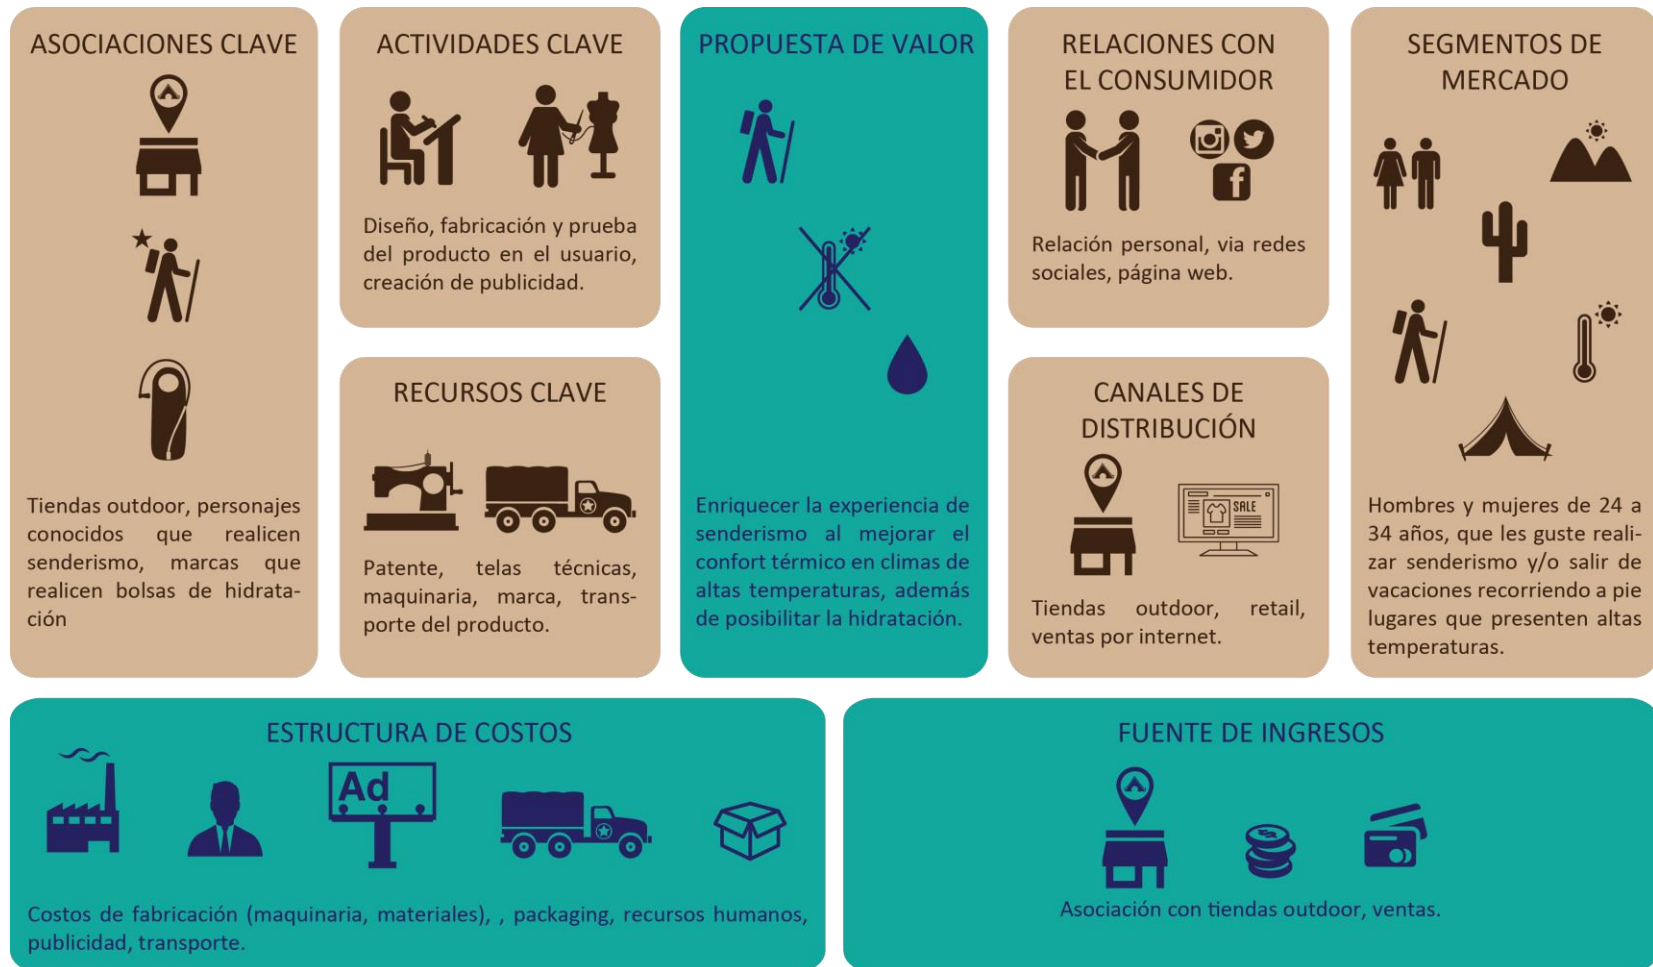 ASOCIACIONES CLAVE
Tiendas outdoor, personajes
conocidos que realicen
senderismo, marcas que
realicen bolsas de hidrata-
ción
ACTIVIDADES CLAVE
Diseño, fabricación y prueba
del producto en el usuario,
creación de publicidad.
RECURSOS CLAVE
Patente, telas técnicas,
maquinaria, marca, trans-
porte del producto.
PROPUESTA DE VALOR
Enriquecer la experiencia de
senderismo al mejorar el
confort térmico en climas de
altas temperaturas, además
de posibilitar la hidratación.
RELACIONES CON
EL CONSUMIDOR
Relación personal, via redes
sociales, página web.
CANALES DE
DISTRIBUCIÓN
SALE
Tiendas outdoor, retail,
ventas por internet.
SEGMENTOS DE
MERCADO
Hombres y mujeres de 24 a
34 años, que les guste reali-
zar senderismo y/o salir de
vacaciones recorriendo a pie
lugares que presenten altas
temperaturas.
ESTRUCTURA DE COSTOS
Ad
Costos de fabricación (maquinaria, materiales), , packaging, recursos humanos,
publicidad, transporte.
FUENTE DE INGRESOS
Asociación con tiendas outdoor, ventas.